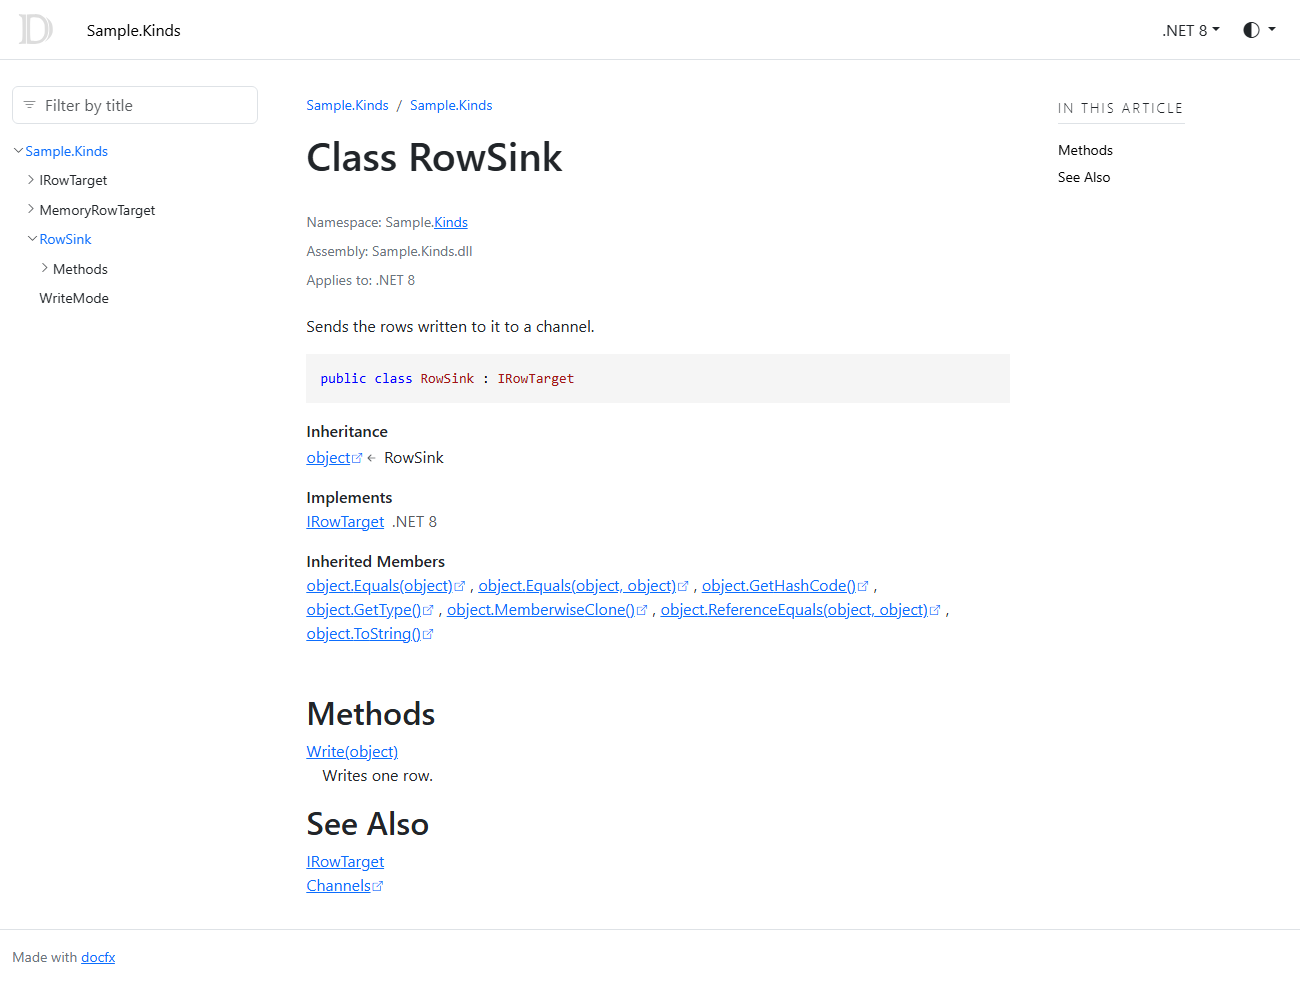 D
Sample.Kinds
.NET 8
Filter by title
Sample.Kinds
IRowTarget
MemoryRowTarget
RowSink
Methods
WriteMode
Sample.Kinds / Sample.Kinds
Class RowSink
Namespace: Sample.Kinds
Assembly: Sample.Kinds.dll
Applies to: .NET 8
Sends the rows written to it to a channel.
public class RowSink : IRowTarget
Inheritance
object ← RowSink
Implements
IRowTarget .NET 8
Inherited Members
object.Equals(object) , object.Equals(object, object) , object.GetHashCode() ,
object.GetType() , object.MemberwiseClone() , object.ReferenceEquals(object, object) ,
object.ToString()
Methods
Write(object)
Writes one row.
See Also
IRowTarget
Channels
IN THIS ARTICLE
Methods
See Also
Made with docfx